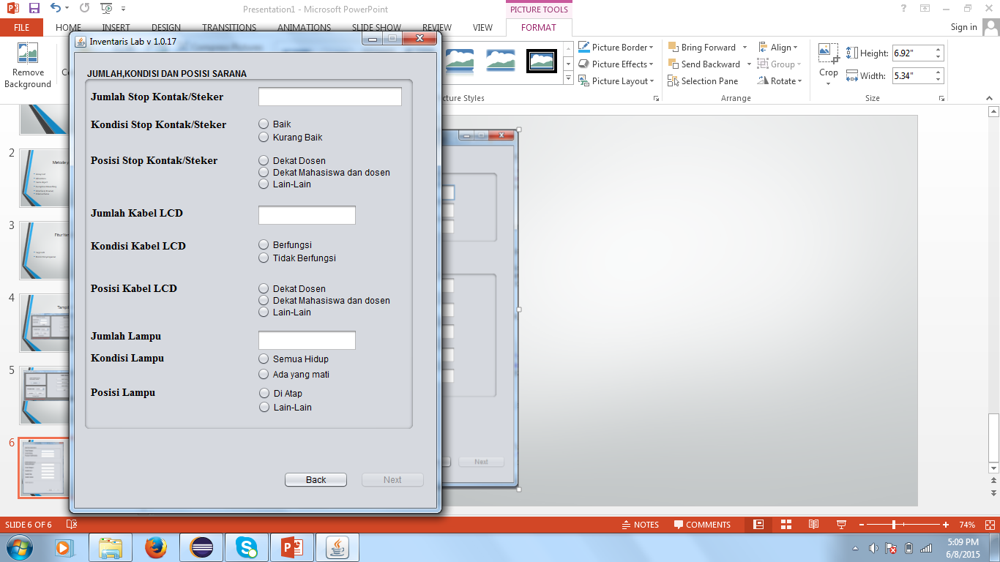 Presentation1 - Microsoft PowerPoint
PICTURE TOOLS
?
FILE
HOME
INSERT
DESIGN
TRANSITIONS
ANIMATIONS
SLIDE SHOW
REVIEW
VIEW
FORMAT
Sign in
Remove
Background
Picture Border
Picture Effects
Picture Layout
cture Styles
Bring Forward
Send Backward
Selection Pane
Align
Group
Rotate
Arrange
Crop
Height: 6.92"
Width: 5.34"
Size
Inventaris Lab v 1.0.17
JUMLAH,KONDISI DAN POSISI SARANA
Jumlah Stop Kontak/Steker
Kondisi Stop Kontak/Steker
Baik
Kurang Baik
Posisi Stop Kontak/Steker
Dekat Dosen
Dekat Mahasiswa dan dosen
Lain-Lain
Jumlah Kabel LCD
Kondisi Kabel LCD
Berfungsi
Tidak Berfungsi
Posisi Kabel LCD
Dekat Dosen
Dekat Mahasiswa dan dosen
Lain-Lain
Jumlah Lampu
Kondisi Lampu
Semua Hidup
Ada yang mati
Posisi Lampu
Di Atap
Lain-Lain
Back
Next
Next
2
3
4
5
6
SLIDE 6 OF 6
NOTES
COMMENTS
74%
5:09 PM
6/8/2015